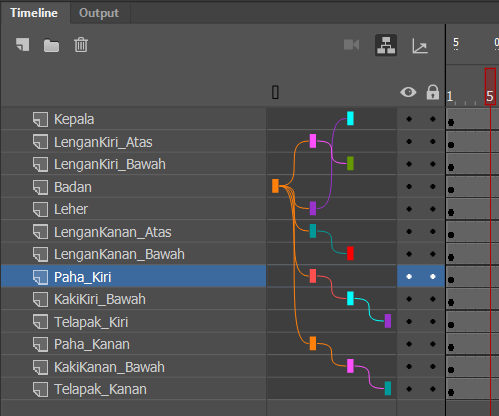 Timeline Output
5
1 5
Kepala
LenganKiri_Atas
LenganKiri_Bawah
Badan
Leher
LenganKanan_Atas
LenganKanan_Bawah
Paha_Kiri
KakiKiri_Bawah
Telapak_Kiri
Paha_Kanan
KakiKanan_Bawah
Telapak_Kanan